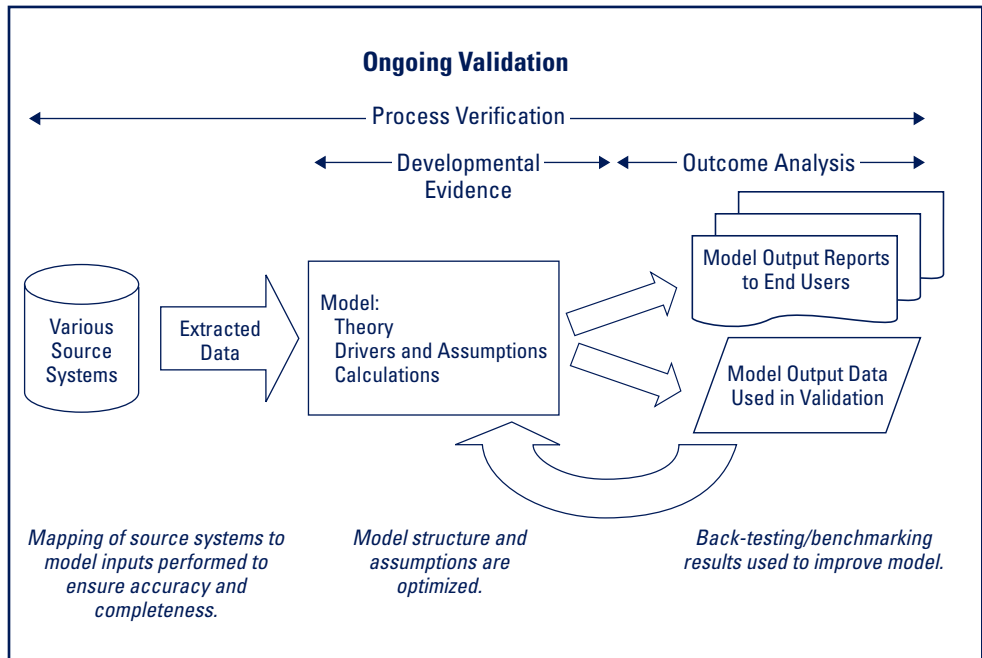 Ongoing Validation
Process Verification
Developmental
Evidence
Outcome Analysis
Various
Source
Systems
Extracted
Data
Model:
Theory
Drivers and Assumptions
Calculations
Model Output Reports
to End Users
Model Output Data
Used in Validation
Mapping of source systems to
model inputs performed to
ensure accuracy and
completeness.
Model structure and
assumptions are
optimized.
Back-testing/benchmarking
results used to improve model.